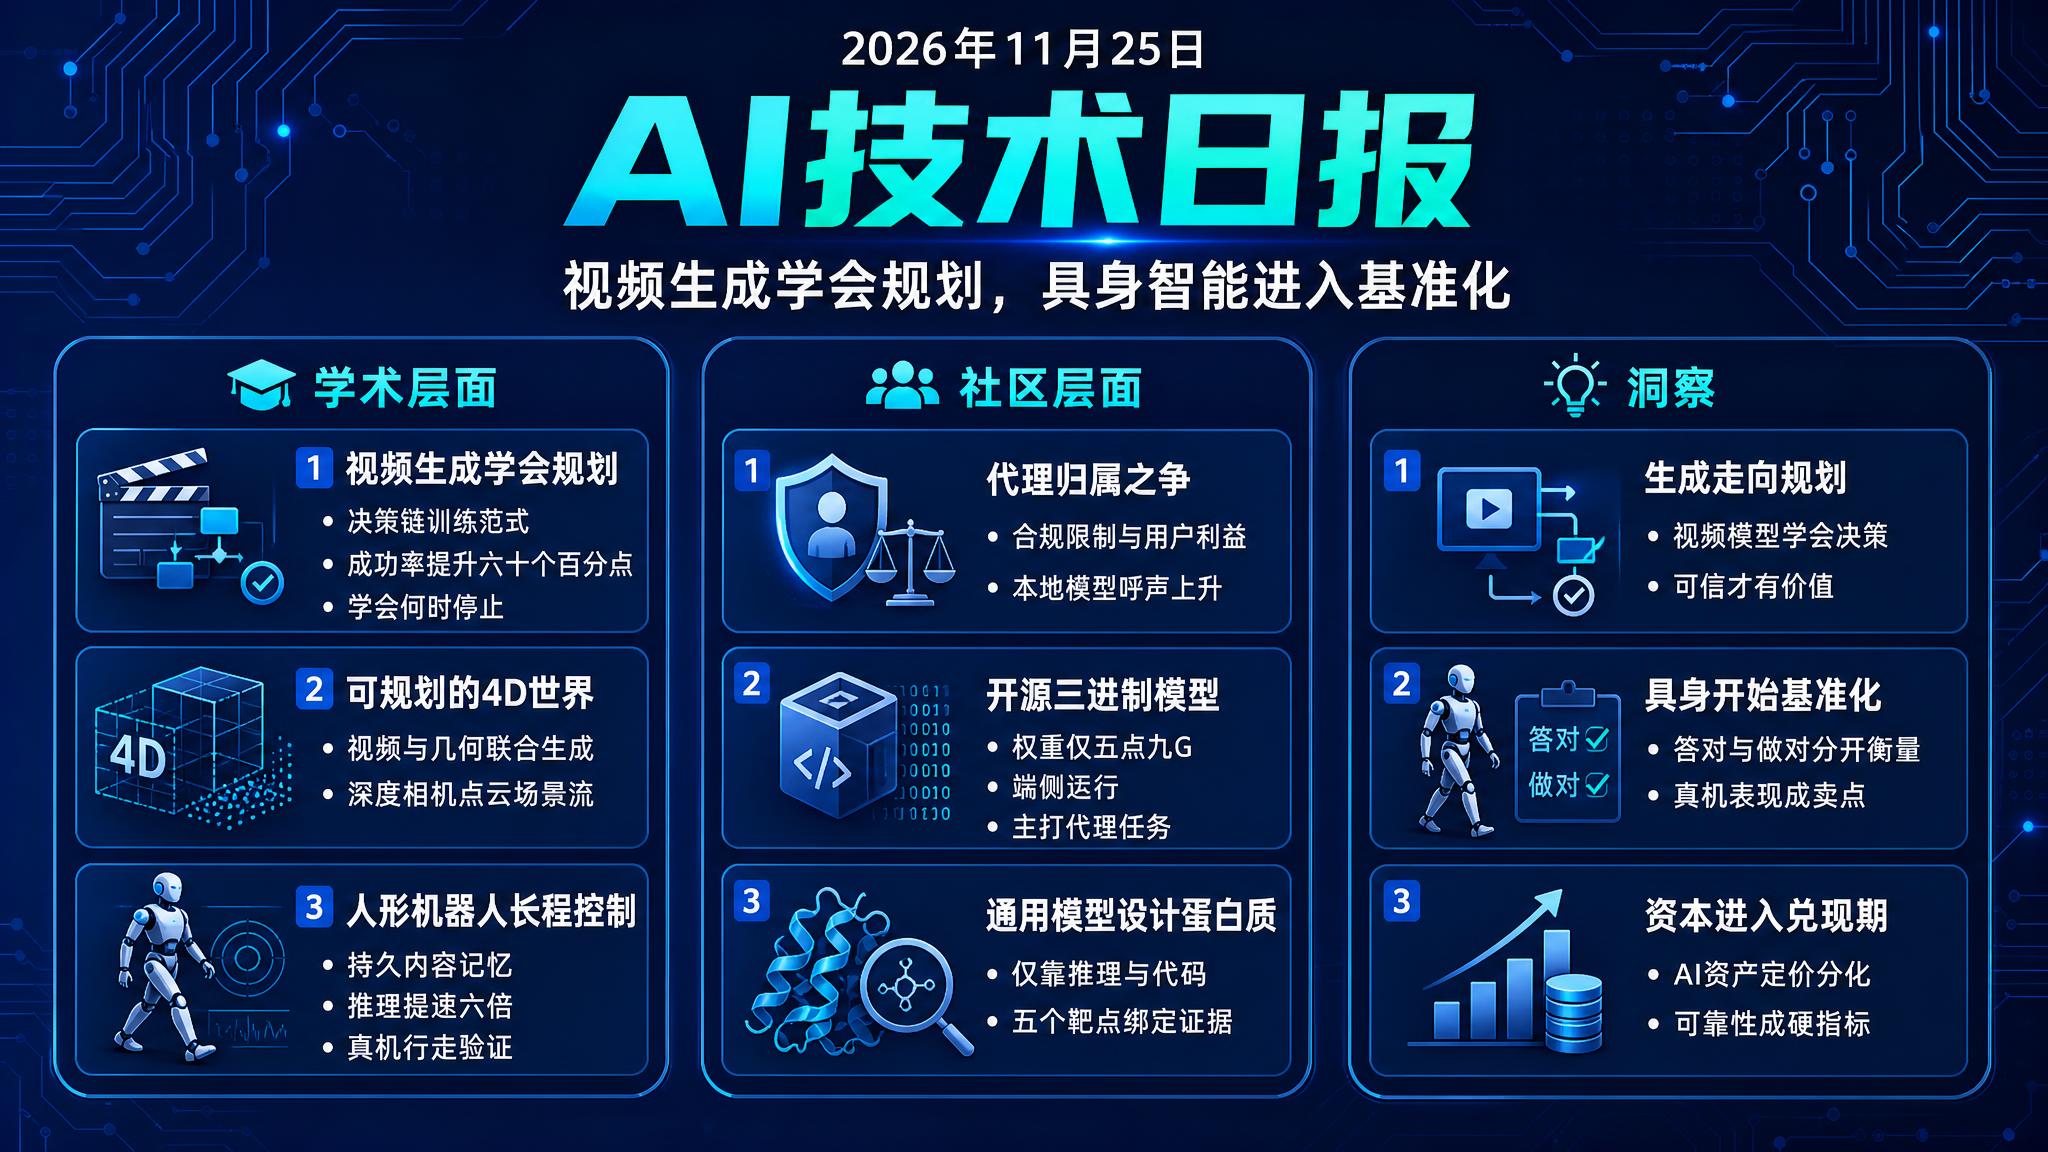 2026年11月25日
AI技术日报
视频生成学会规划，具身智能进入基准化
学术层面
1 视频生成学会规划
• 决策链训练范式
• 成功率提升六十个百分点
• 学会何时停止
4D
2 可规划的4D世界
• 视频与几何联合生成
• 深度相机点云场景流
3 人形机器人长程控制
• 持久内容记忆
• 推理提速六倍
• 真机行走验证
社区层面
1 代理归属之争
• 合规限制与用户利益
• 本地模型呼声上升
2 开源三进制模型
• 权重仅五点九G
• 端侧运行
• 主打代理任务
</>
3 通用模型设计蛋白质
• 仅靠推理与代码
• 五个靶点绑定证据
洞察
1 生成走向规划
• 视频模型学会决策
• 可信才有价值
2 具身开始基准化
• 答对与做对分开衡量
• 真机表现成卖点
答对
做对
3 资本进入兑现期
• AI资产定价分化
• 可靠性成硬指标